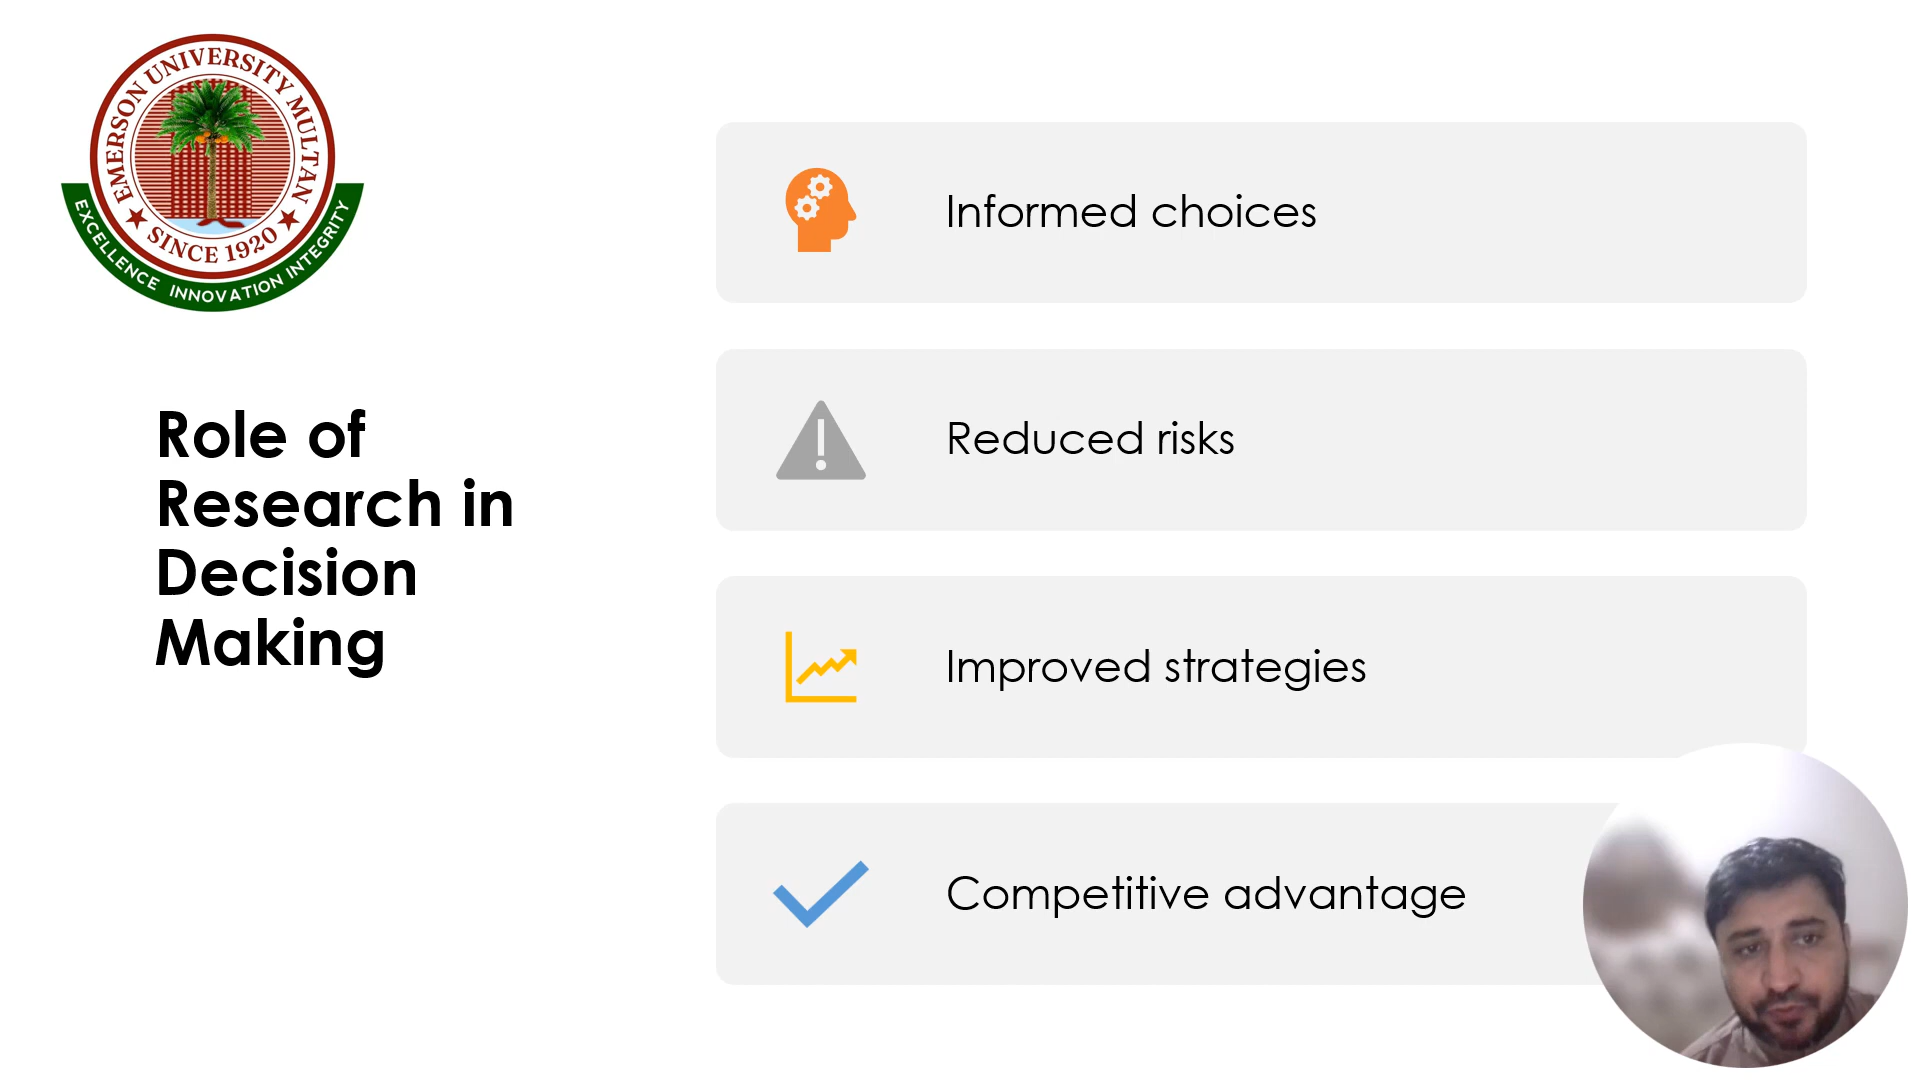 EMERSON UNIVERSITY MULTAN
SINCE 1920
EXCELLENCE INNOVATION INTEGRITY
Role of
Research in
Decision
Making
Informed choices
Reduced risks
Improved strategies
Competitive advantage